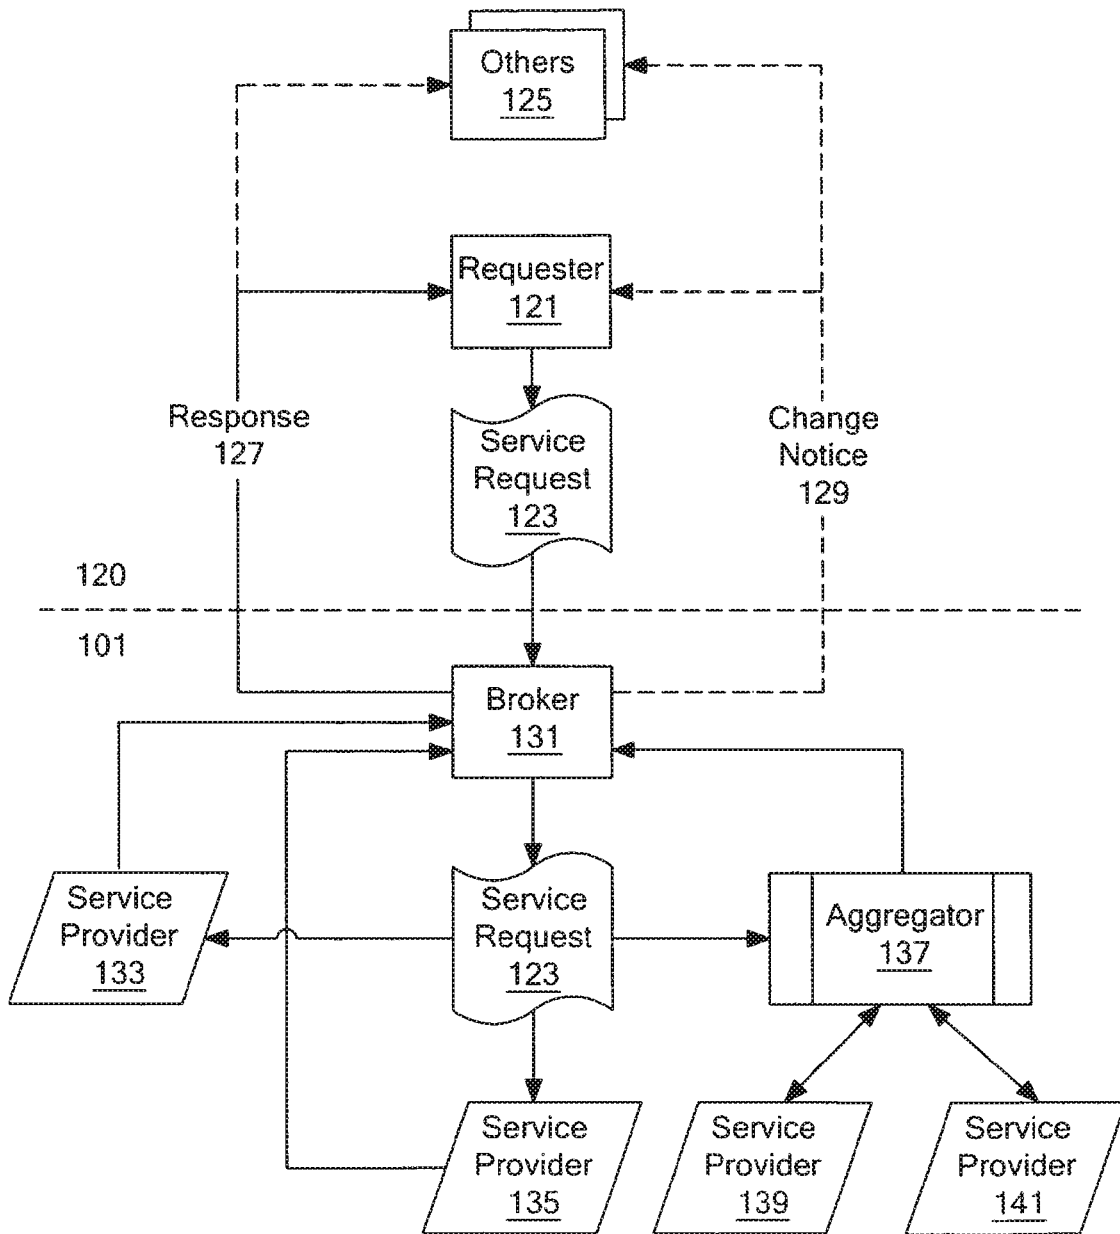 Others
125
Requester
121
Response
127
Service
Request
123
Change
Notice
129
120
101
Broker
131
Service
Provider
133
Service
Request
123
Aggregator
137
Service
Provider
135
Service
Provider
139
Service
Provider
141